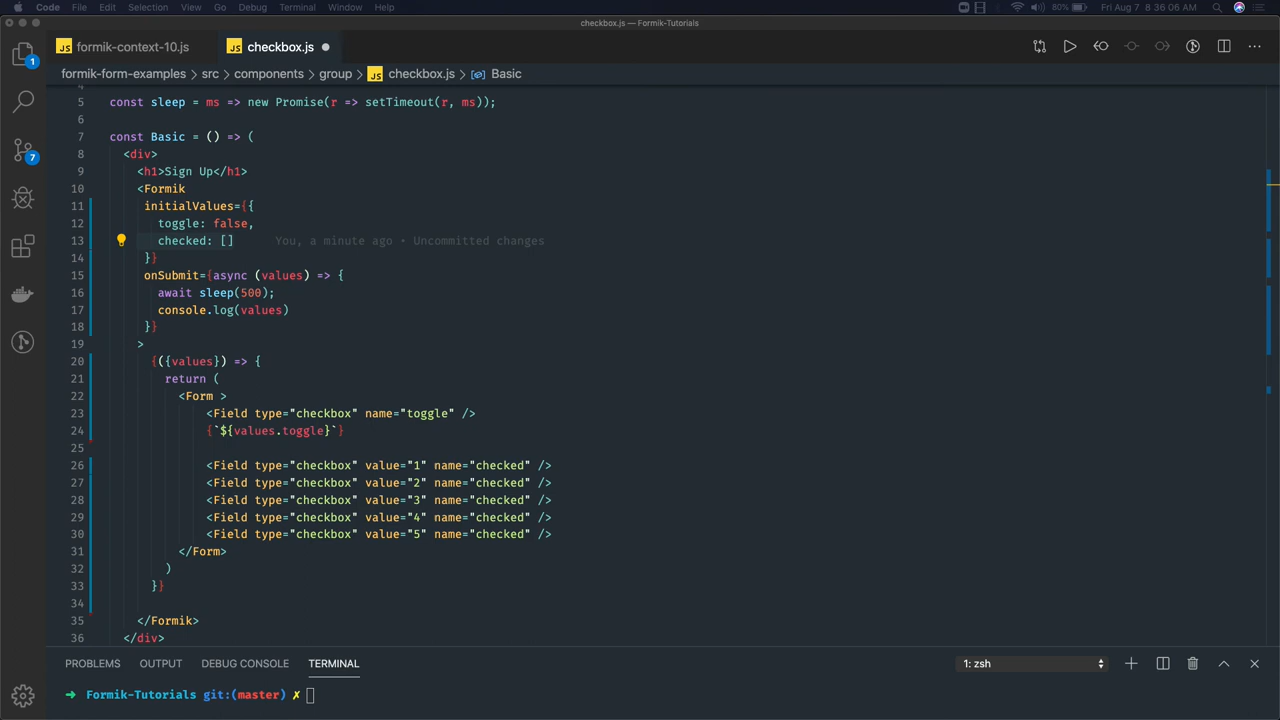 Code File Edit Selection View Go Debug Terminal Window Help 80% Fri Aug 7 8 36 06 AM
checkbox.js — Formik-Tutorials
JS formik-context-10.js JS checkbox.js
formik-form-examples > src > components > group > JS checkbox.js > Basic
4
5 const sleep = ms => new Promise(r => setTimeout(r, ms));
6
7 const Basic = () => (
8 <div>
9 <h1>Sign Up</h1>
10 <Formik
11 initialValues={{
12 toggle: false,
13 checked: [] You, a minute ago • Uncommitted changes
14 }}
15 onSubmit={async (values) => {
16 await sleep(500);
17 console.log(values)
18 }}
19 >
20 {({values}) => {
21 return (
22 <Form >
23 <Field type="checkbox" name="toggle" />
24 {`${values.toggle}`}
25
26 <Field type="checkbox" value="1" name="checked" />
27 <Field type="checkbox" value="2" name="checked" />
28 <Field type="checkbox" value="3" name="checked" />
29 <Field type="checkbox" value="4" name="checked" />
30 <Field type="checkbox" value="5" name="checked" />
31 </Form>
32 )
33 }}
34
35 </Formik>
36 </div>
1
7
PROBLEMS OUTPUT DEBUG CONSOLE TERMINAL 1: zsh
→ Formik-Tutorials git:(master) ✗